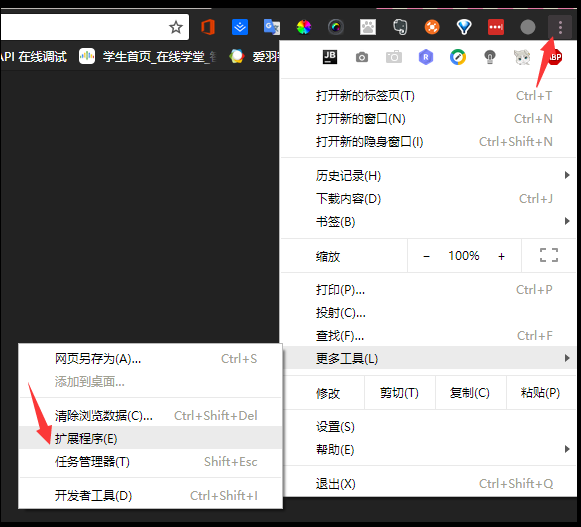 API 在线调试 学生首页_在线学堂_ 爱羽
JB ABP
打开新的标签页(T) Ctrl+T
打开新的窗口(N) Ctrl+N
打开新的隐身窗口(I) Ctrl+Shift+N
历史记录(H)
下载内容(D) Ctrl+J
书签(B)
缩放 − 100% +
打印(P)... Ctrl+P
投射(C)...
查找(F)... Ctrl+F
更多工具(L)
修改 剪切(T) 复制(C) 粘贴(P)
设置(S)
帮助(E)
退出(X) Ctrl+Shift+Q
网页另存为(A)... Ctrl+S
添加到桌面...
清除浏览数据(C)... Ctrl+Shift+Del
扩展程序(E)
任务管理器(T) Shift+Esc
开发者工具(D) Ctrl+Shift+I